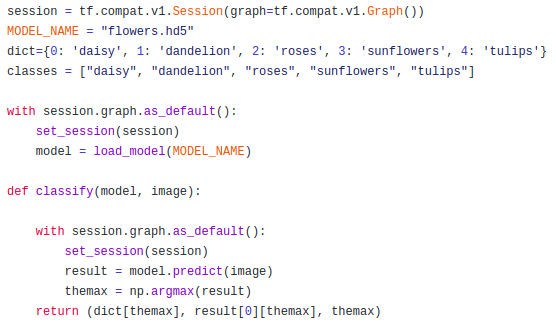 session = tf.compat.v1.Session(graph=tf.compat.v1.Graph())
MODEL_NAME = "flowers.hd5"
dict={0: 'daisy', 1: 'dandelion', 2: 'roses', 3: 'sunflowers', 4: 'tulips'}
classes = ["daisy", "dandelion", "roses", "sunflowers", "tulips"]
with session.graph.as_default():
    set_session(session)
    model = load_model(MODEL_NAME)
def classify(model, image):
    with session.graph.as_default():
        set_session(session)
        result = model.predict(image)
        themax = np.argmax(result)
    return (dict[themax], result[0][themax], themax)